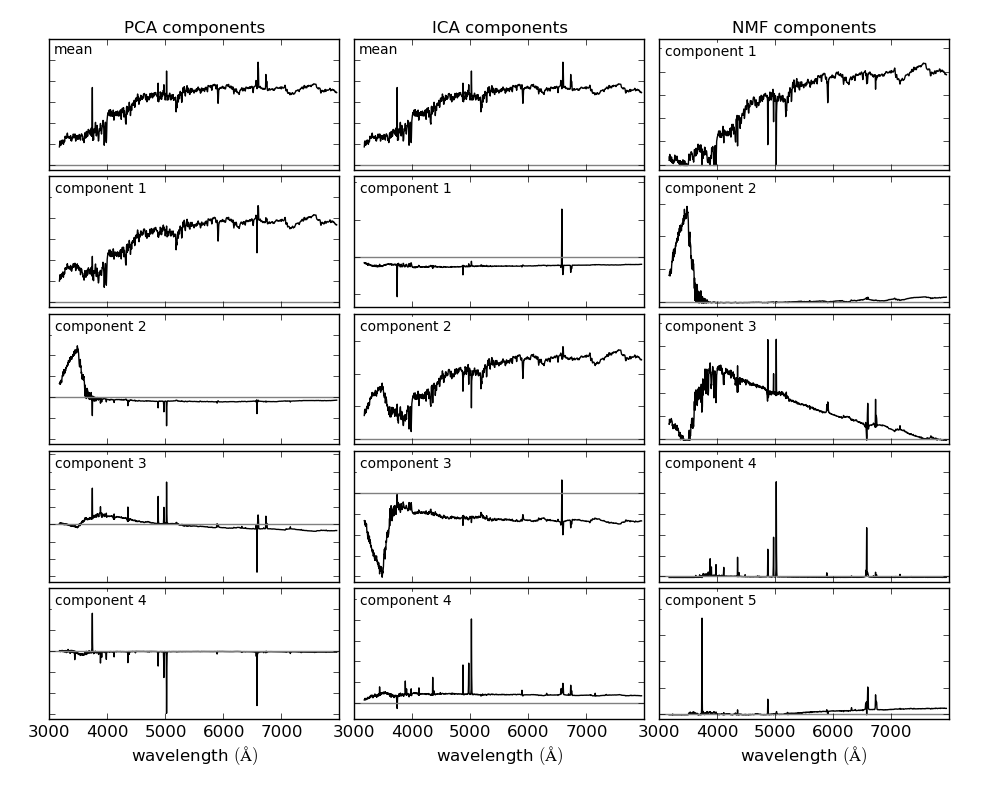 PCA components
ICA components
NMF components
mean
mean
component 1
component 1
component 1
component 2
component 2
component 2
component 3
component 3
component 3
component 4
component 4
component 4
component 5
3000 4000 5000 6000 7000
3000 4000 5000 6000 7000
3000 4000 5000 6000 7000
wavelength (Å)
wavelength (Å)
wavelength (Å)